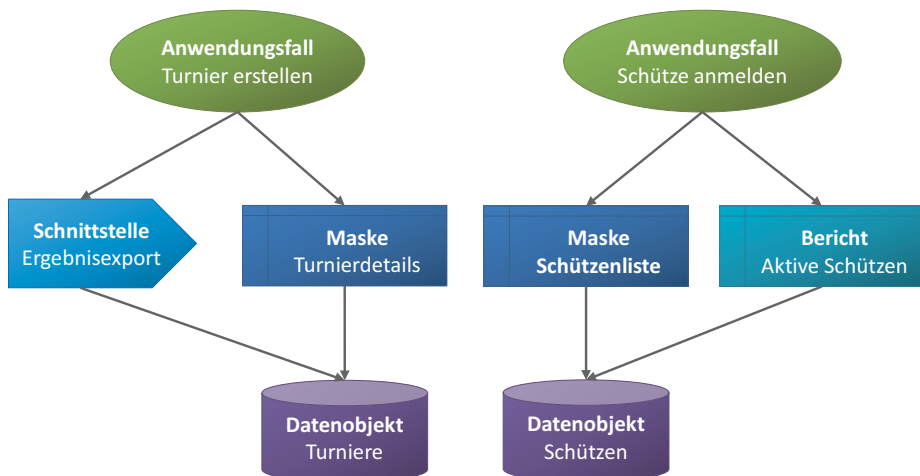 Anwendungsfall
Turnier erstellen
Anwendungsfall
Schütze anmelden
Schnittstelle
Ergebnisexport
Maske
Turnierdetails
Maske
Schützenliste
Bericht
Aktive Schützen
Datenobjekt
Turniere
Datenobjekt
Schützen